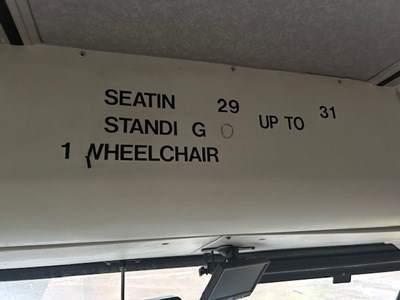 SEATIN 29 UP TO 31
STANDI G 0
1 WHEELCHAIR